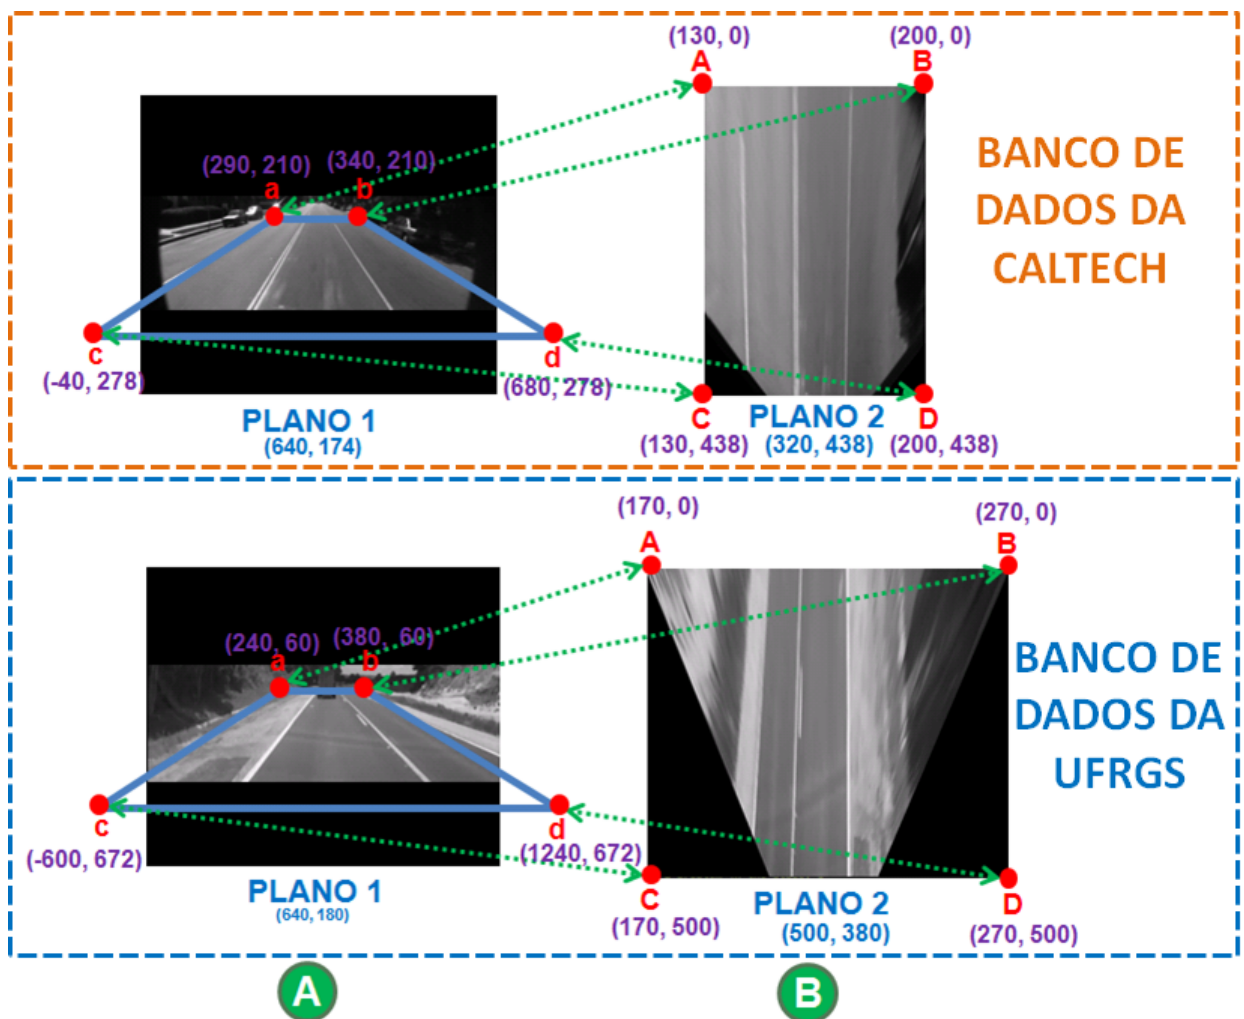 (130, 0)
(200, 0)
A
B
(290, 210)
(340, 210)
a
b
BANCO DE
DADOS DA
CALTECH
c
d
(-40, 278)
(680, 278)
PLANO 1
(640, 174)
C
PLANO 2
D
(130, 438)
(320, 438)
(200, 438)
(170, 0)
(270, 0)
A
B
(240, 60)
(380, 60)
a
b
BANCO DE
DADOS DA
UFRGS
c
d
(-600, 672)
(1240, 672)
PLANO 1
(640, 180)
C
PLANO 2
D
(170, 500)
(500, 380)
(270, 500)
A
B